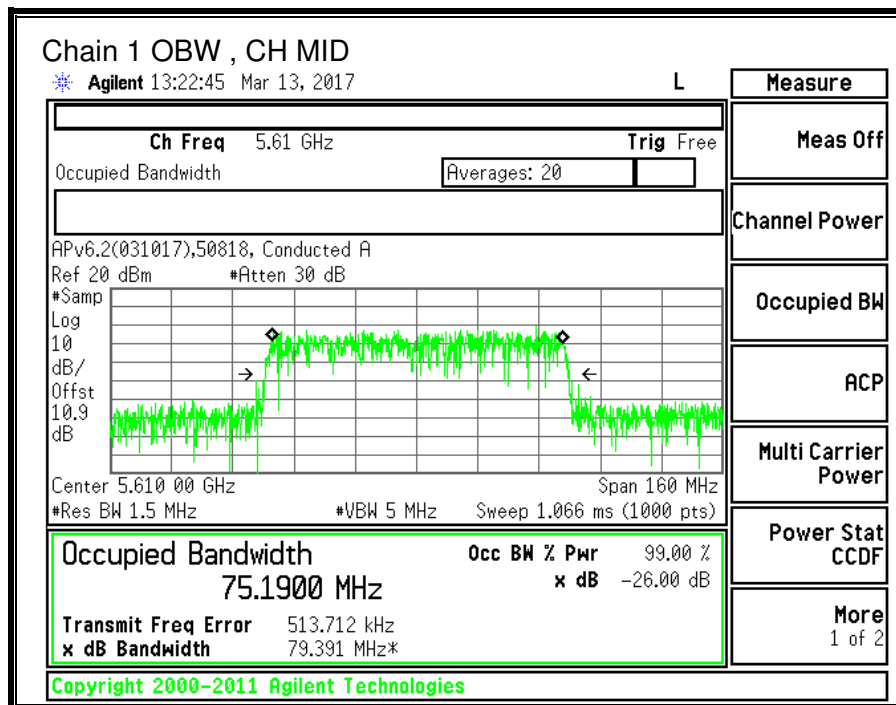 Chain 1 OBW , CH MID
Agilent 13:22:45 Mar 13, 2017 L
Measure
Ch Freq 5.61 GHz Trig Free
Occupied Bandwidth Averages: 20
APv6.2(031017),50818, Conducted A
Ref 20 dBm #Atten 30 dB
#Samp
Log
10
dB/
Offst
10.9
dB
Center 5.610 00 GHz Span 160 MHz
#Res BW 1.5 MHz #VBW 5 MHz Sweep 1.066 ms (1000 pts)
Occupied Bandwidth Occ BW % Pwr 99.00 %
75.1900 MHz x dB -26.00 dB
Transmit Freq Error 513.712 kHz
x dB Bandwidth 79.391 MHz*
Copyright 2000-2011 Agilent Technologies
Meas Off
Channel Power
Occupied BW
ACP
Multi Carrier
Power
Power Stat
CCDF
More
1 of 2